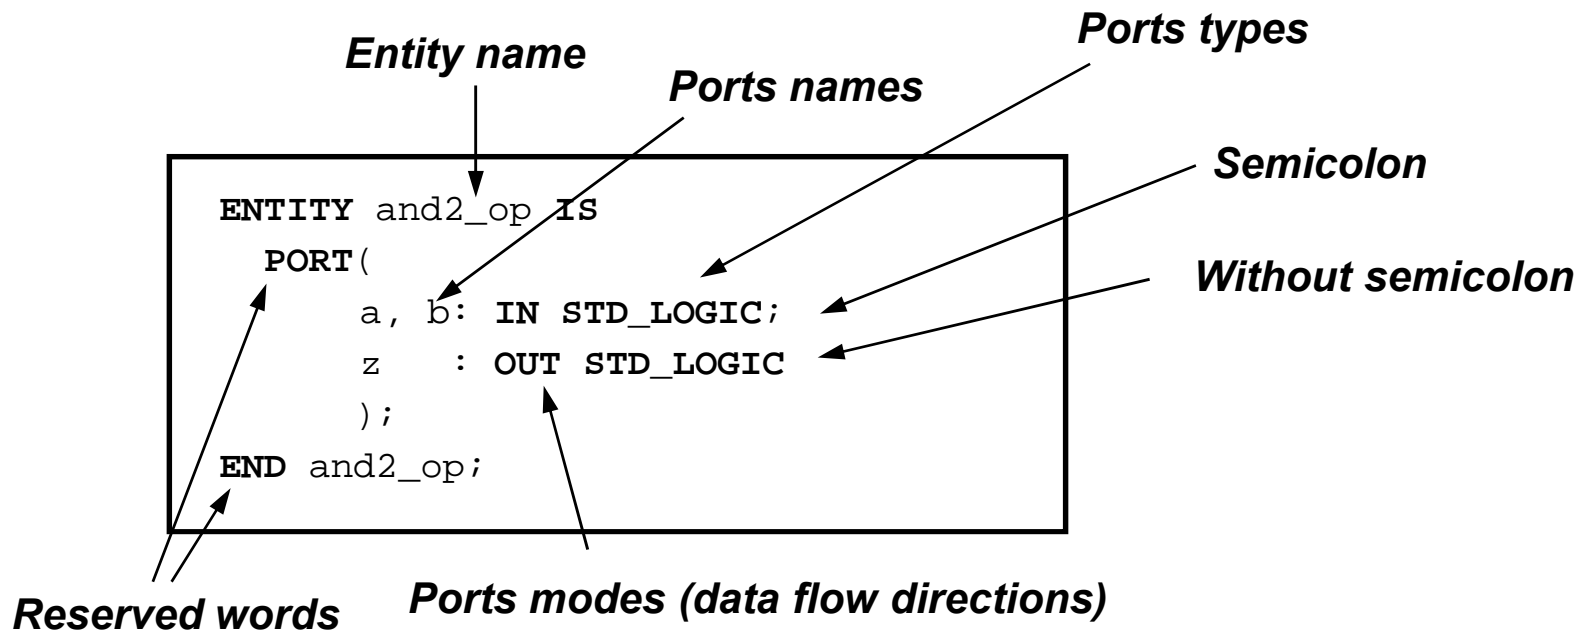 Ports types
Entity name
Ports names
Semicolon
ENTITY and2_op IS
PORT(
Without semicolon
a, b: IN STD_LOGIC;
z : OUT STD_LOGIC
);
END and2_op;
Ports modes (data flow directions)
Reserved words